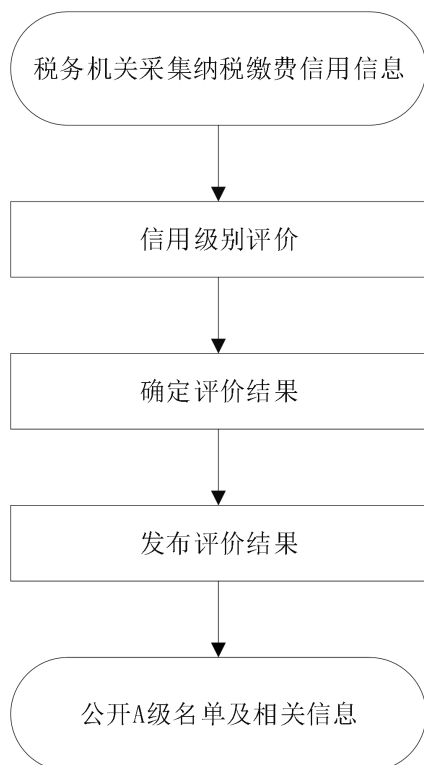 税务机关采集纳税缴费信用信息
信用级别评价
确定评价结果
发布评价结果
公开A级名单及相关信息